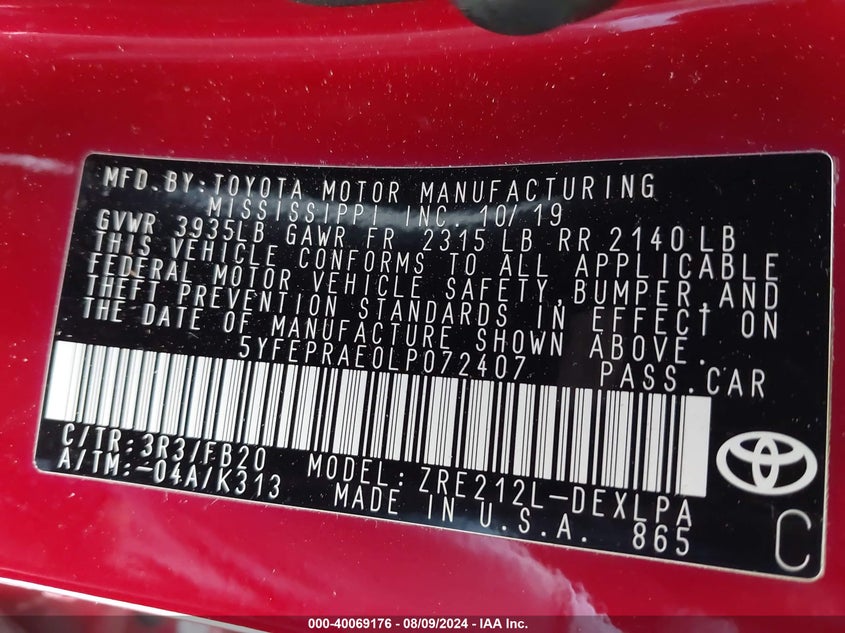 MFD.BY:TOYOTA MOTOR MANUFACTURING
MISSISSIPPI INC. 10/19
GVWR 3935LB GAWR FR 2315 LB RR 2140 LB
THIS VEHICLE CONFORMS TO ALL APPLICABLE
FEDERAL MOTOR VEHICLE SAFETY,BUMPER,AND
THEFT PREVENTION STANDARDS IN EFFECT ON
THE DATE OF MANUFACTURE SHOWN ABOVE.
5YFEPRAE0LP072407 PASS.CAR
C/TR:3R3/FB20 MODEL:ZRE212L-DEXLPA
A/TM:-04A/K313 MADE IN U.S.A. 865
C
000-40069176 - 08/09/2024 - IAA Inc.